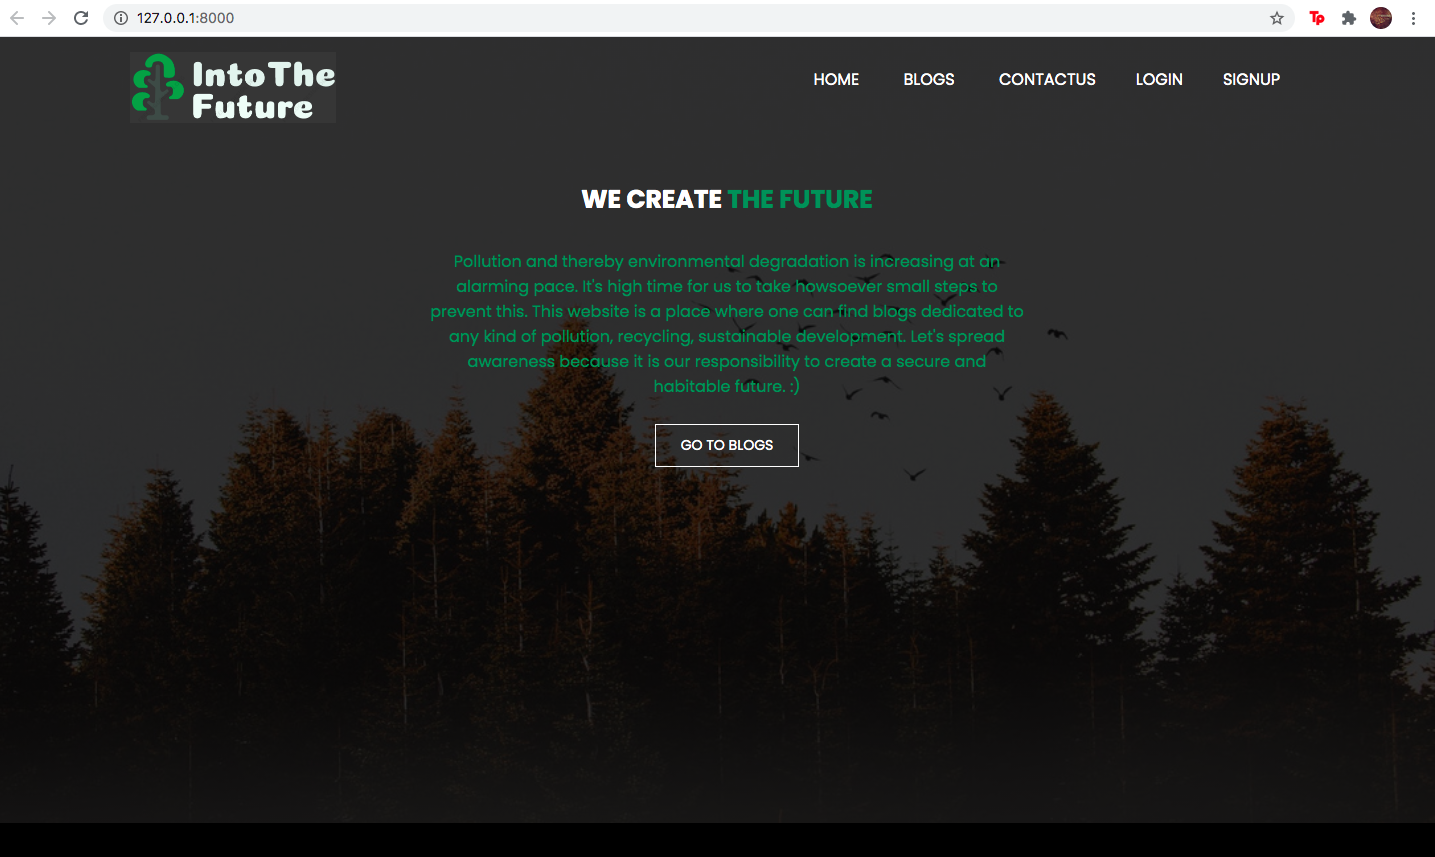 127.0.0.1:8000
Tp
IntoThe
Future
HOME BLOGS CONTACTUS LOGIN SIGNUP
WE CREATE THE FUTURE
Pollution and thereby environmental degradation is increasing at an
alarming pace. It's high time for us to take howsoever small steps to
prevent this. This website is a place where one can find blogs dedicated to
any kind of pollution, recycling, sustainable development. Let's spread
awareness because it is our responsibility to create a secure and
habitable future. :)
GO TO BLOGS